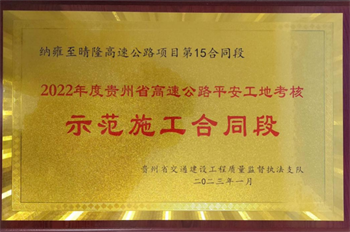 纳雍至晴隆高速公路项目第15合同段
2022年度贵州省高速公路平安工地考核
示范施工合同段
贵州省交通建设工程质量监督执法支队
二〇二三年一月